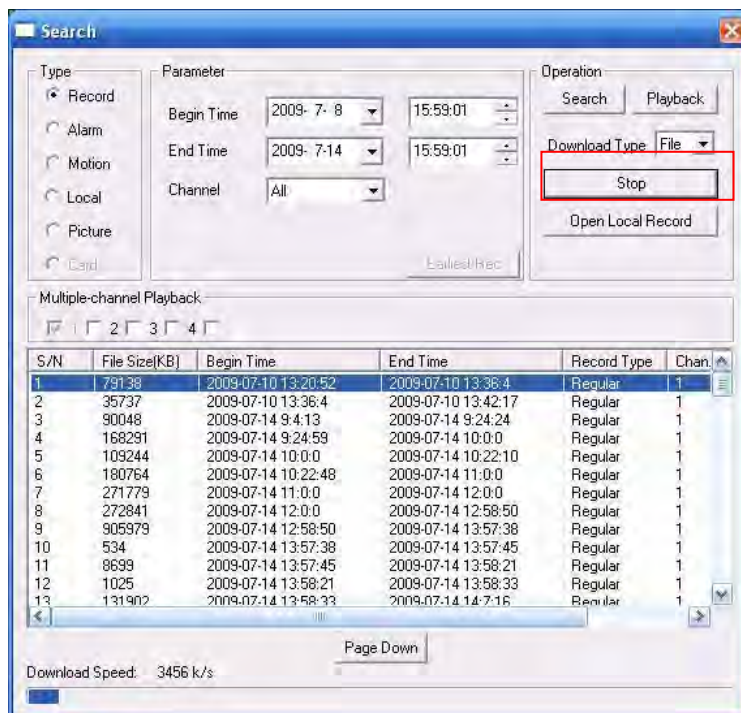 Search
Type
Parameter
Operation
Record
Alarm
Motion
Local
Picture
Card
Begin Time 2009- 7- 8 15:59:01
End Time 2009- 7-14 15:59:01
Channel All
Earliest Rec
Search Playback
Download Type File
Stop
Open Local Record
Multiple-channel Playback
1 2 3 4
S/N File Size(KB) Begin Time End Time Record Type Chan.
1 79138 2009-07-10 13:20:52 2009-07-10 13:36:4 Regular 1
2 35737 2009-07-10 13:36:4 2009-07-10 13:42:17 Regular 1
3 90048 2009-07-14 9:4:13 2009-07-14 9:24:24 Regular 1
4 168291 2009-07-14 9:24:59 2009-07-14 10:0:0 Regular 1
5 109244 2009-07-14 10:0:0 2009-07-14 10:22:10 Regular 1
6 180764 2009-07-14 10:22:48 2009-07-14 11:0:0 Regular 1
7 271779 2009-07-14 11:0:0 2009-07-14 12:0:0 Regular 1
8 272841 2009-07-14 12:0:0 2009-07-14 12:58:50 Regular 1
9 905979 2009-07-14 12:58:50 2009-07-14 13:57:38 Regular 1
10 534 2009-07-14 13:57:38 2009-07-14 13:57:45 Regular 1
11 8699 2009-07-14 13:57:45 2009-07-14 13:58:21 Regular 1
12 1025 2009-07-14 13:58:21 2009-07-14 13:58:33 Regular 1
13 131902 2009-07-14 13:58:33 2009-07-14 14:7:16 Regular 1
Page Down
Download Speed: 3456 k/s